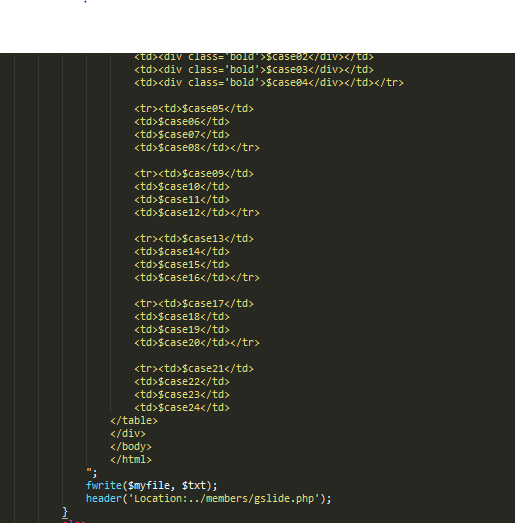 <td><div class='bold'>$case02</div></td>
<td><div class='bold'>$case03</div></td>
<td><div class='bold'>$case04</div></td></tr>
<tr><td>$case05</td>
<td>$case06</td>
<td>$case07</td>
<td>$case08</td></tr>
<tr><td>$case09</td>
<td>$case10</td>
<td>$case11</td>
<td>$case12</td></tr>
<tr><td>$case13</td>
<td>$case14</td>
<td>$case15</td>
<td>$case16</td></tr>
<tr><td>$case17</td>
<td>$case18</td>
<td>$case19</td>
<td>$case20</td></tr>
<tr><td>$case21</td>
<td>$case22</td>
<td>$case23</td>
<td>$case24</td>
</table>
</div>
</body>
</html>
";
fwrite($myfile, $txt);
header('Location:../members/gslide.php');
}
else